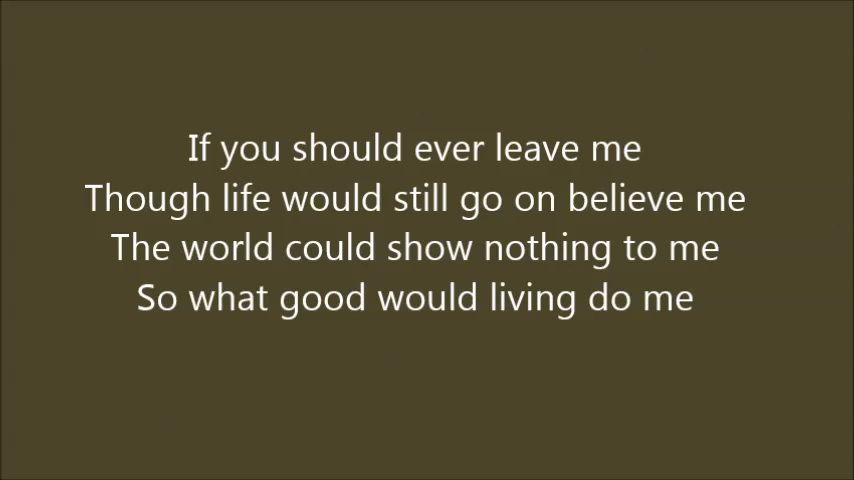 If you should ever leave me
Though life would still go on believe me
The world could show nothing to me
So what good would living do me